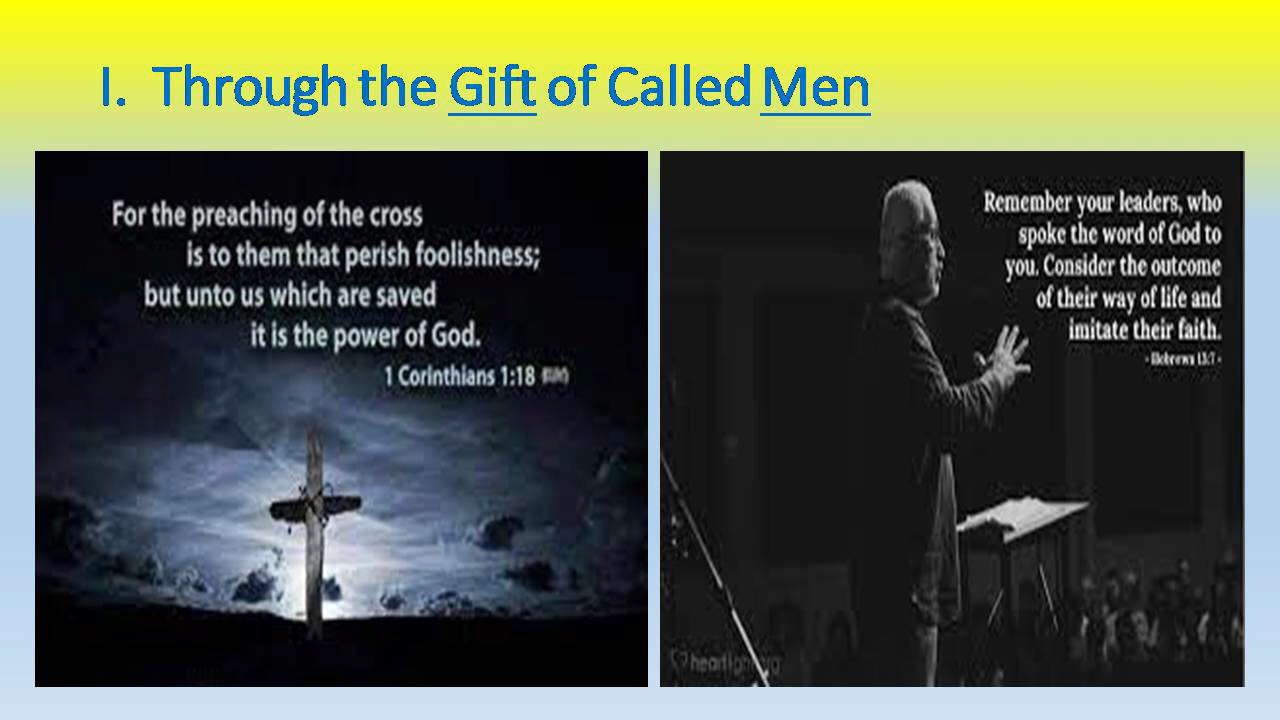 I. Through the Gift of Called Men
For the preaching of the cross
is to them that perish foolishness;
but unto us which are saved
it is the power of God.
1 Corinthians 1:18
Remember your leaders, who
spoke the word of God to
you. Consider the outcome
of their way of life and
imitate their faith.
- Hebrews 13:7 -
heartlight.org